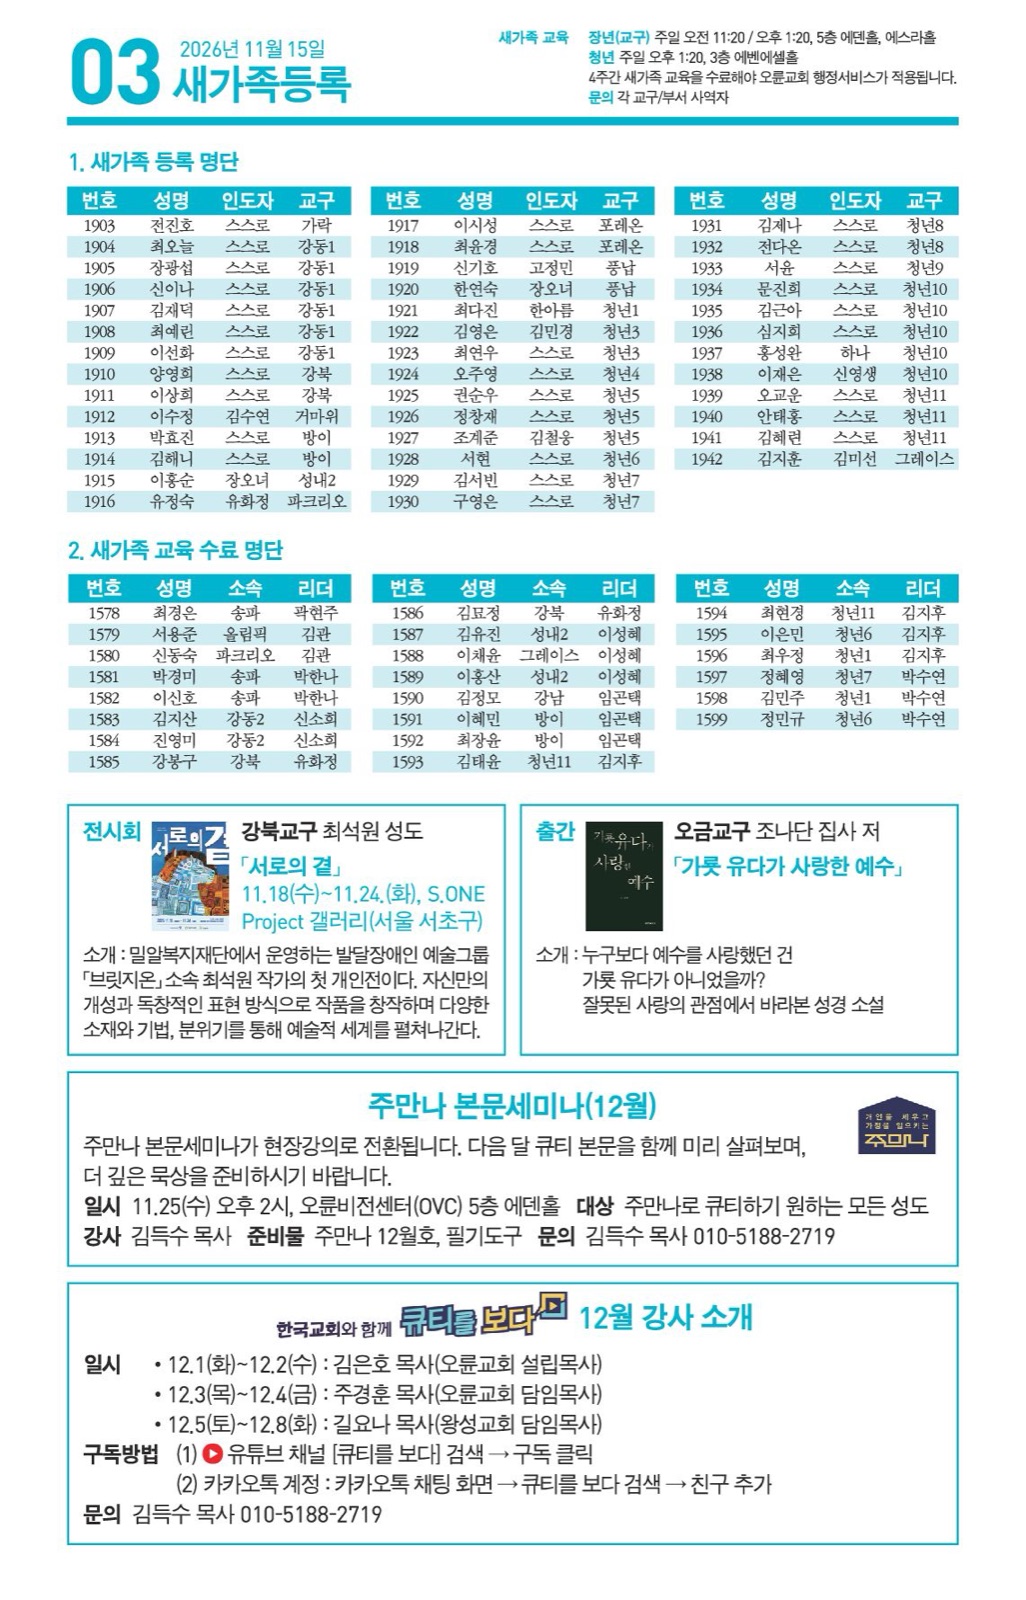 03
2026년 11월 15일
새가족등록
새가족 교육 장년(교구) 주일 오전 11:20 / 오후 1:20, 5층 에덴홀, 에스라홀
청년 주일 오후 1:20, 3층 에벤에셀홀
4주간 새가족 교육을 수료해야 오륜교회 행정서비스가 적용됩니다.
문의 각 교구/부서 사역자
1. 새가족 등록 명단
번호 성명 인도자 교구
1903 전진호 스스로 가락
1904 최오늘 스스로 강동1
1905 장광섭 스스로 강동1
1906 신이나 스스로 강동1
1907 김재덕 스스로 강동1
1908 최예린 스스로 강동1
1909 이선화 스스로 강동1
1910 양영희 스스로 강북
1911 이상희 스스로 강북
1912 이수정 김수연 거마위
1913 박효진 스스로 방이
1914 김해니 스스로 방이
1915 이홍순 장오녀 성내2
1916 유정숙 유화정 파크리오
번호 성명 인도자 교구
1917 이시성 스스로 포레온
1918 최윤경 스스로 포레온
1919 신기호 고정민 풍납
1920 한연숙 장오녀 풍납
1921 최다진 한아름 청년1
1922 김영은 김민경 청년3
1923 최연우 스스로 청년3
1924 오주영 스스로 청년4
1925 권순우 스스로 청년5
1926 정창재 스스로 청년5
1927 조계준 김철웅 청년5
1928 서현 스스로 청년6
1929 김서빈 스스로 청년7
1930 구영은 스스로 청년7
번호 성명 인도자 교구
1931 김제나 스스로 청년8
1932 전다온 스스로 청년8
1933 서윤 스스로 청년9
1934 문진희 스스로 청년10
1935 김근아 스스로 청년10
1936 심지희 스스로 청년10
1937 홍성완 하나 청년10
1938 이재은 신영생 청년10
1939 오교운 스스로 청년11
1940 안태홍 스스로 청년11
1941 김혜련 스스로 청년11
1942 김지훈 김미선 그레이스
2. 새가족 교육 수료 명단
번호 성명 소속 리더
1578 최경은 송파 곽현주
1579 서용준 올림픽 김관
1580 신동숙 파크리오 김관
1581 박경미 송파 박한나
1582 이신호 송파 박한나
1583 김지산 강동2 신소희
1584 진영미 강동2 신소희
1585 강봉구 강북 유화정
번호 성명 소속 리더
1586 김묘정 강북 유화정
1587 김유진 성내2 이성혜
1588 이채윤 그레이스 이성혜
1589 이홍산 성내2 이성혜
1590 김정모 강남 임곤택
1591 이혜민 방이 임곤택
1592 최장윤 방이 임곤택
1593 김태윤 청년11 김지후
번호 성명 소속 리더
1594 최현경 청년11 김지후
1595 이은민 청년6 김지후
1596 최우정 청년1 김지후
1597 정혜영 청년7 박수연
1598 김민주 청년1 박수연
1599 정민규 청년6 박수연
전시회
서로의 곁
강북교구 최석원 성도
「서로의 곁」
11.18(수)~11.24.(화), S.ONE
Project 갤러리(서울 서초구)
소개 : 밀알복지재단에서 운영하는 발달장애인 예술그룹
「브릿지온」 소속 최석원 작가의 첫 개인전이다. 자신만의
개성과 독창적인 표현 방식으로 작품을 창작하며 다양한
소재와 기법, 분위기를 통해 예술적 세계를 펼쳐나간다.
출간
가룟 유다가
사랑한
예수
오금교구 조나단 집사 저
「가룟 유다가 사랑한 예수」
소개 : 누구보다 예수를 사랑했던 건
가룟 유다가 아니었을까?
잘못된 사랑의 관점에서 바라본 성경 소설
주만나 본문세미나(12월)
개인을 세우고
가정을 일으키는
주만나
주만나 본문세미나가 현장강의로 전환됩니다. 다음 달 큐티 본문을 함께 미리 살펴보며,
더 깊은 묵상을 준비하시기 바랍니다.
일시 11.25(수) 오후 2시, 오륜비전센터(OVC) 5층 에덴홀 대상 주만나로 큐티하기 원하는 모든 성도
강사 김득수 목사 준비물 주만나 12월호, 필기도구 문의 김득수 목사 010-5188-2719
한국교회와 함께 큐티를 보다 12월 강사 소개
일시 • 12.1(화)~12.2(수) : 김은호 목사(오륜교회 설립목사)
• 12.3(목)~12.4(금) : 주경훈 목사(오륜교회 담임목사)
• 12.5(토)~12.8(화) : 길요나 목사(왕성교회 담임목사)
구독방법 (1) 유튜브 채널 [큐티를 보다] 검색 → 구독 클릭
(2) 카카오톡 계정 : 카카오톡 채팅 화면 → 큐티를 보다 검색 → 친구 추가
문의 김득수 목사 010-5188-2719